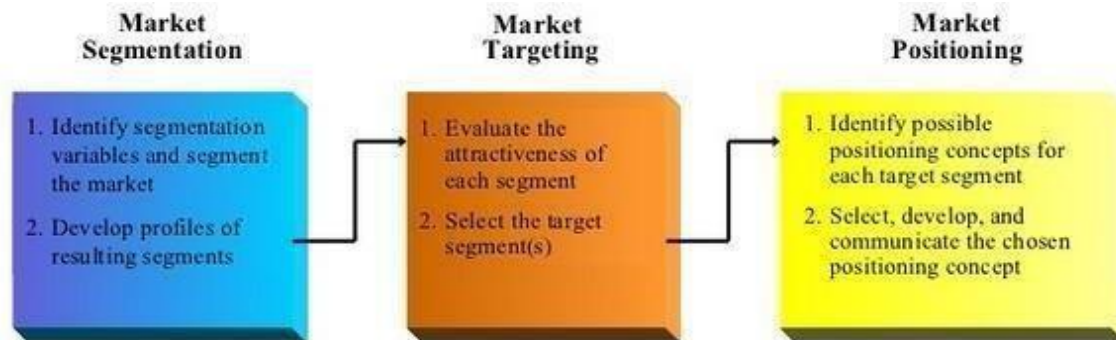 Market
Segmentation
1. Identify segmentation
variables and segment
the market
2. Develop profiles of
resulting segments
Market
Targeting
1. Evaluate the
attractiveness of
each segment
2. Select the target
segment(s)
Market
Positioning
1. Identify possible
positioning concepts for
each target segment
2. Select, develop, and
communicate the chosen
positioning concept